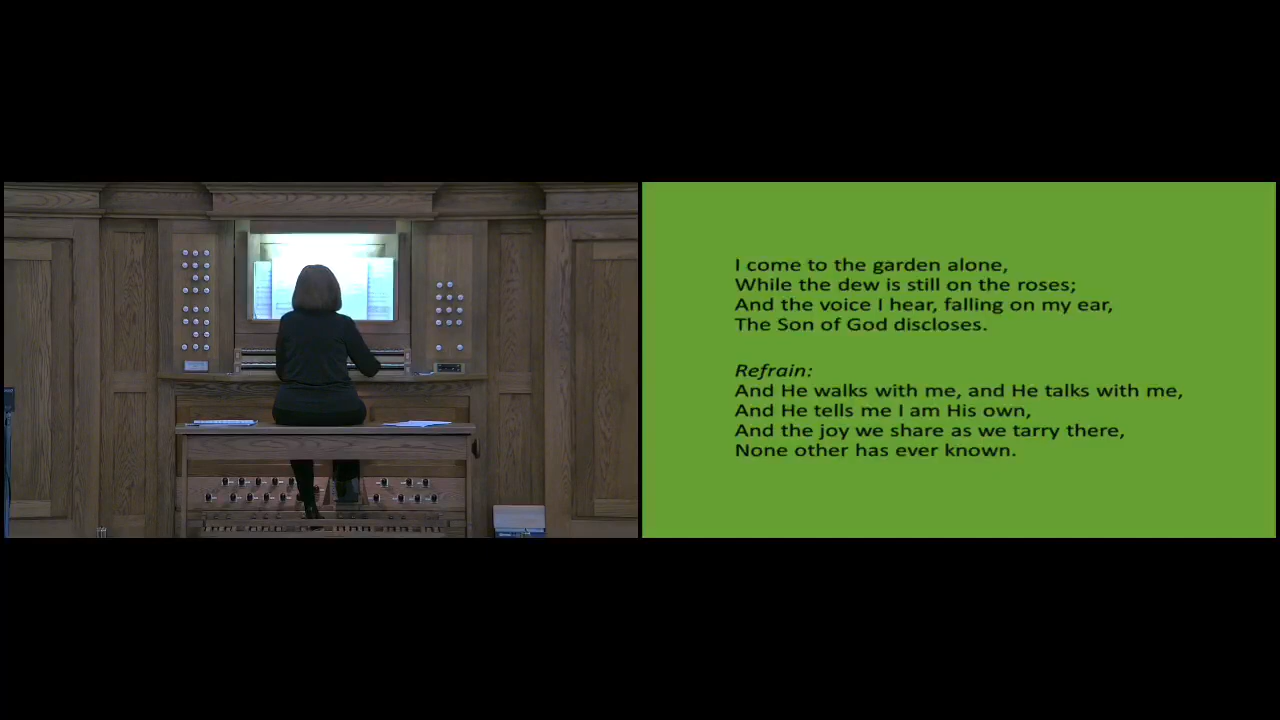 I come to the garden alone,
While the dew is still on the roses;
And the voice I hear, falling on my ear,
The Son of God discloses.
Refrain:
And He walks with me, and He talks with me,
And He tells me I am His own,
And the joy we share as we tarry there,
None other has ever known.